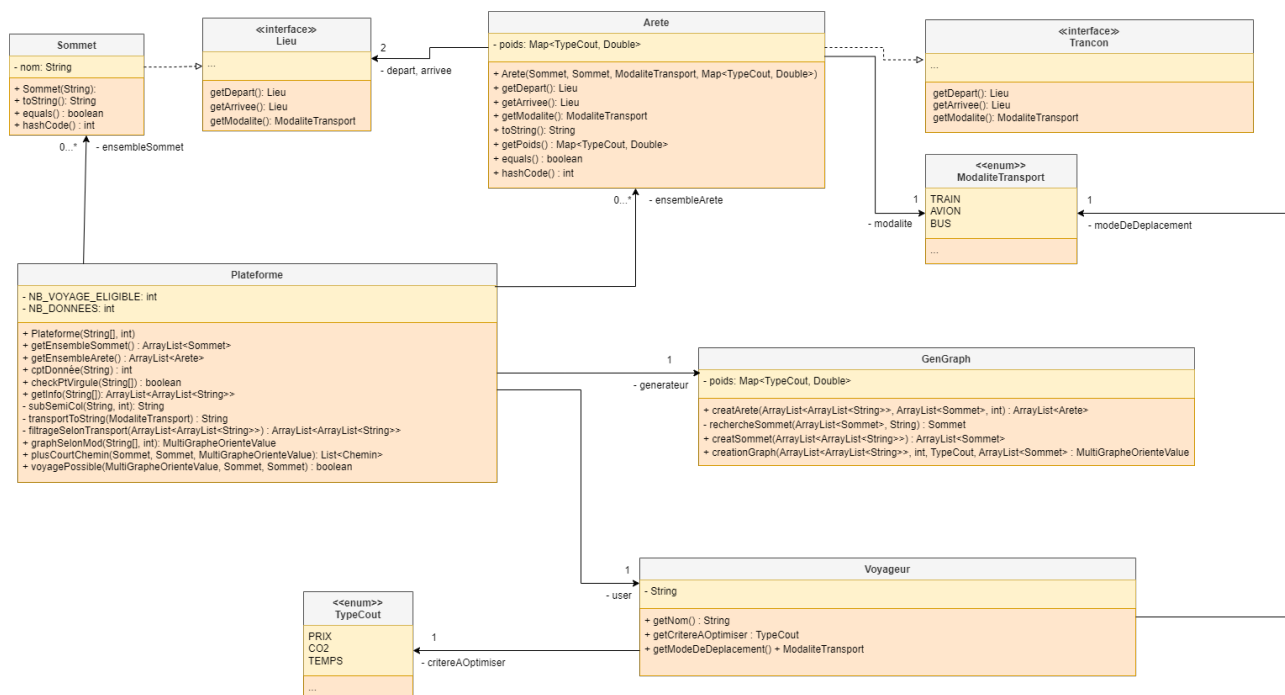 Sommet
- nom: String
+ Sommet(String):
+ toString(): String
+ equals() : boolean
+ hashCode() : int
«interface»
Lieu
...
getDepart(): Lieu
getArrivee(): Lieu
getModalite(): ModaliteTransport
2
- depart, arrivee
Arete
- poids: Map<TypeCout, Double>
+ Arete(Sommet, Sommet, ModaliteTransport, Map<TypeCout, Double>)
+ getDepart(): Lieu
+ getArrivee(): Lieu
+ getModalite(): ModaliteTransport
+ toString(): String
+ getPoids() : Map<TypeCout, Double>
+ equals() : boolean
+ hashCode() : int
«interface»
Trancon
...
getDepart(): Lieu
getArrivee(): Lieu
getModalite(): ModaliteTransport
0...*
- ensembleSommet
0...*
- ensembleArete
<<enum>>
ModaliteTransport
TRAIN
AVION
BUS
...
1
- modalite
1
- modeDeDeplacement
Plateforme
- NB_VOYAGE_ELIGIBLE: int
- NB_DONNEES: int
+ Plateforme(String[], int)
+ getEnsembleSommet() : ArrayList<Sommet>
+ getEnsembleArete() : ArrayList<Arete>
+ cptDonnée(String) : int
+ checkPtVirgule(String[]) : boolean
+ getInfo(String[]): ArrayList<ArrayList<String>>
- subSemiCol(String, int): String
- transportToString(ModaliteTransport) : String
- filtrageSelonTransport(ArrayList<ArrayList<String>>) : ArrayList<ArrayList<String>>
+ graphSelonMod(String[], int): MultiGrapheOrienteValue
+ plusCourtChemin(Sommet, Sommet, MultiGrapheOrienteValue): List<Chemin>
+ voyagePossible(MultiGrapheOrienteValue, Sommet, Sommet) : boolean
1
- generateur
GenGraph
- poids: Map<TypeCout, Double>
+ creatArete(ArrayList<ArrayList<String>>, ArrayList<Sommet>, int) : ArrayList<Arete>
- rechercheSommet(ArrayList<Sommet>, String) : Sommet
+ creatSommet(ArrayList<ArrayList<String>>) : ArrayList<Sommet>
+ creationGraph(ArrayList<ArrayList<String>>, int, TypeCout, ArrayList<Sommet> : MultiGrapheOrienteValue
1
- user
Voyageur
- String
+ getNom() : String
+ getCritereAOptimiser : TypeCout
+ getModeDeDeplacement() + ModaliteTransport
<<enum>>
TypeCout
PRIX
CO2
TEMPS
...
1
- critereAOptimiser